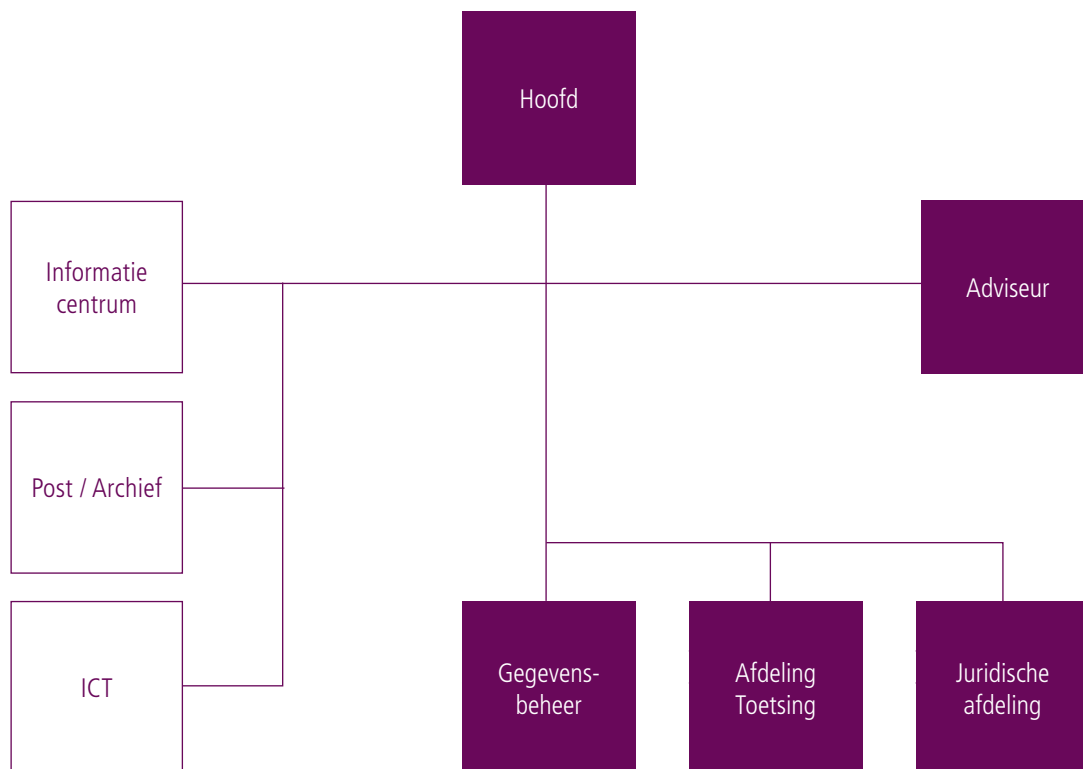 Hoofd
Informatie
centrum
Adviseur
Post / Archief
ICT
Gegevens-
beheer
Afdeling
Toetsing
Juridische
afdeling